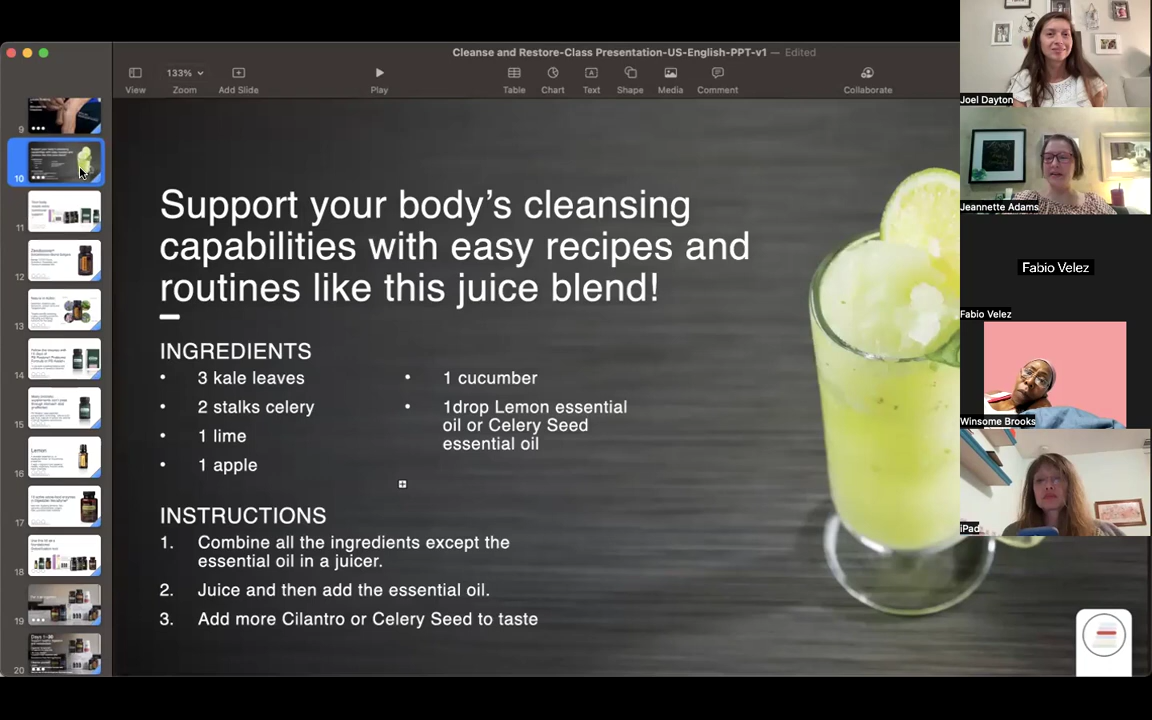 Cleanse and Restore-Class Presentation-US-English-PPT-v1 — Edited
133%
View
Zoom
Add Slide
Play
Table
Chart
Text
Shape
Media
Comment
Collaborate
9
10
11
12
13
14
15
16
Lemon
17
18
19
20
Days 1-30
Support your body's cleansing
capabilities with easy recipes and
routines like this juice blend!
INGREDIENTS
• 3 kale leaves
• 2 stalks celery
• 1 lime
• 1 apple
• 1 cucumber
• 1drop Lemon essential
oil or Celery Seed
essential oil
INSTRUCTIONS
1. Combine all the ingredients except the
essential oil in a juicer.
2. Juice and then add the essential oil.
3. Add more Cilantro or Celery Seed to taste
Joel Dayton
Jeannette Adams
Fabio Velez
Fabio Velez
Winsome Brooks
iPad